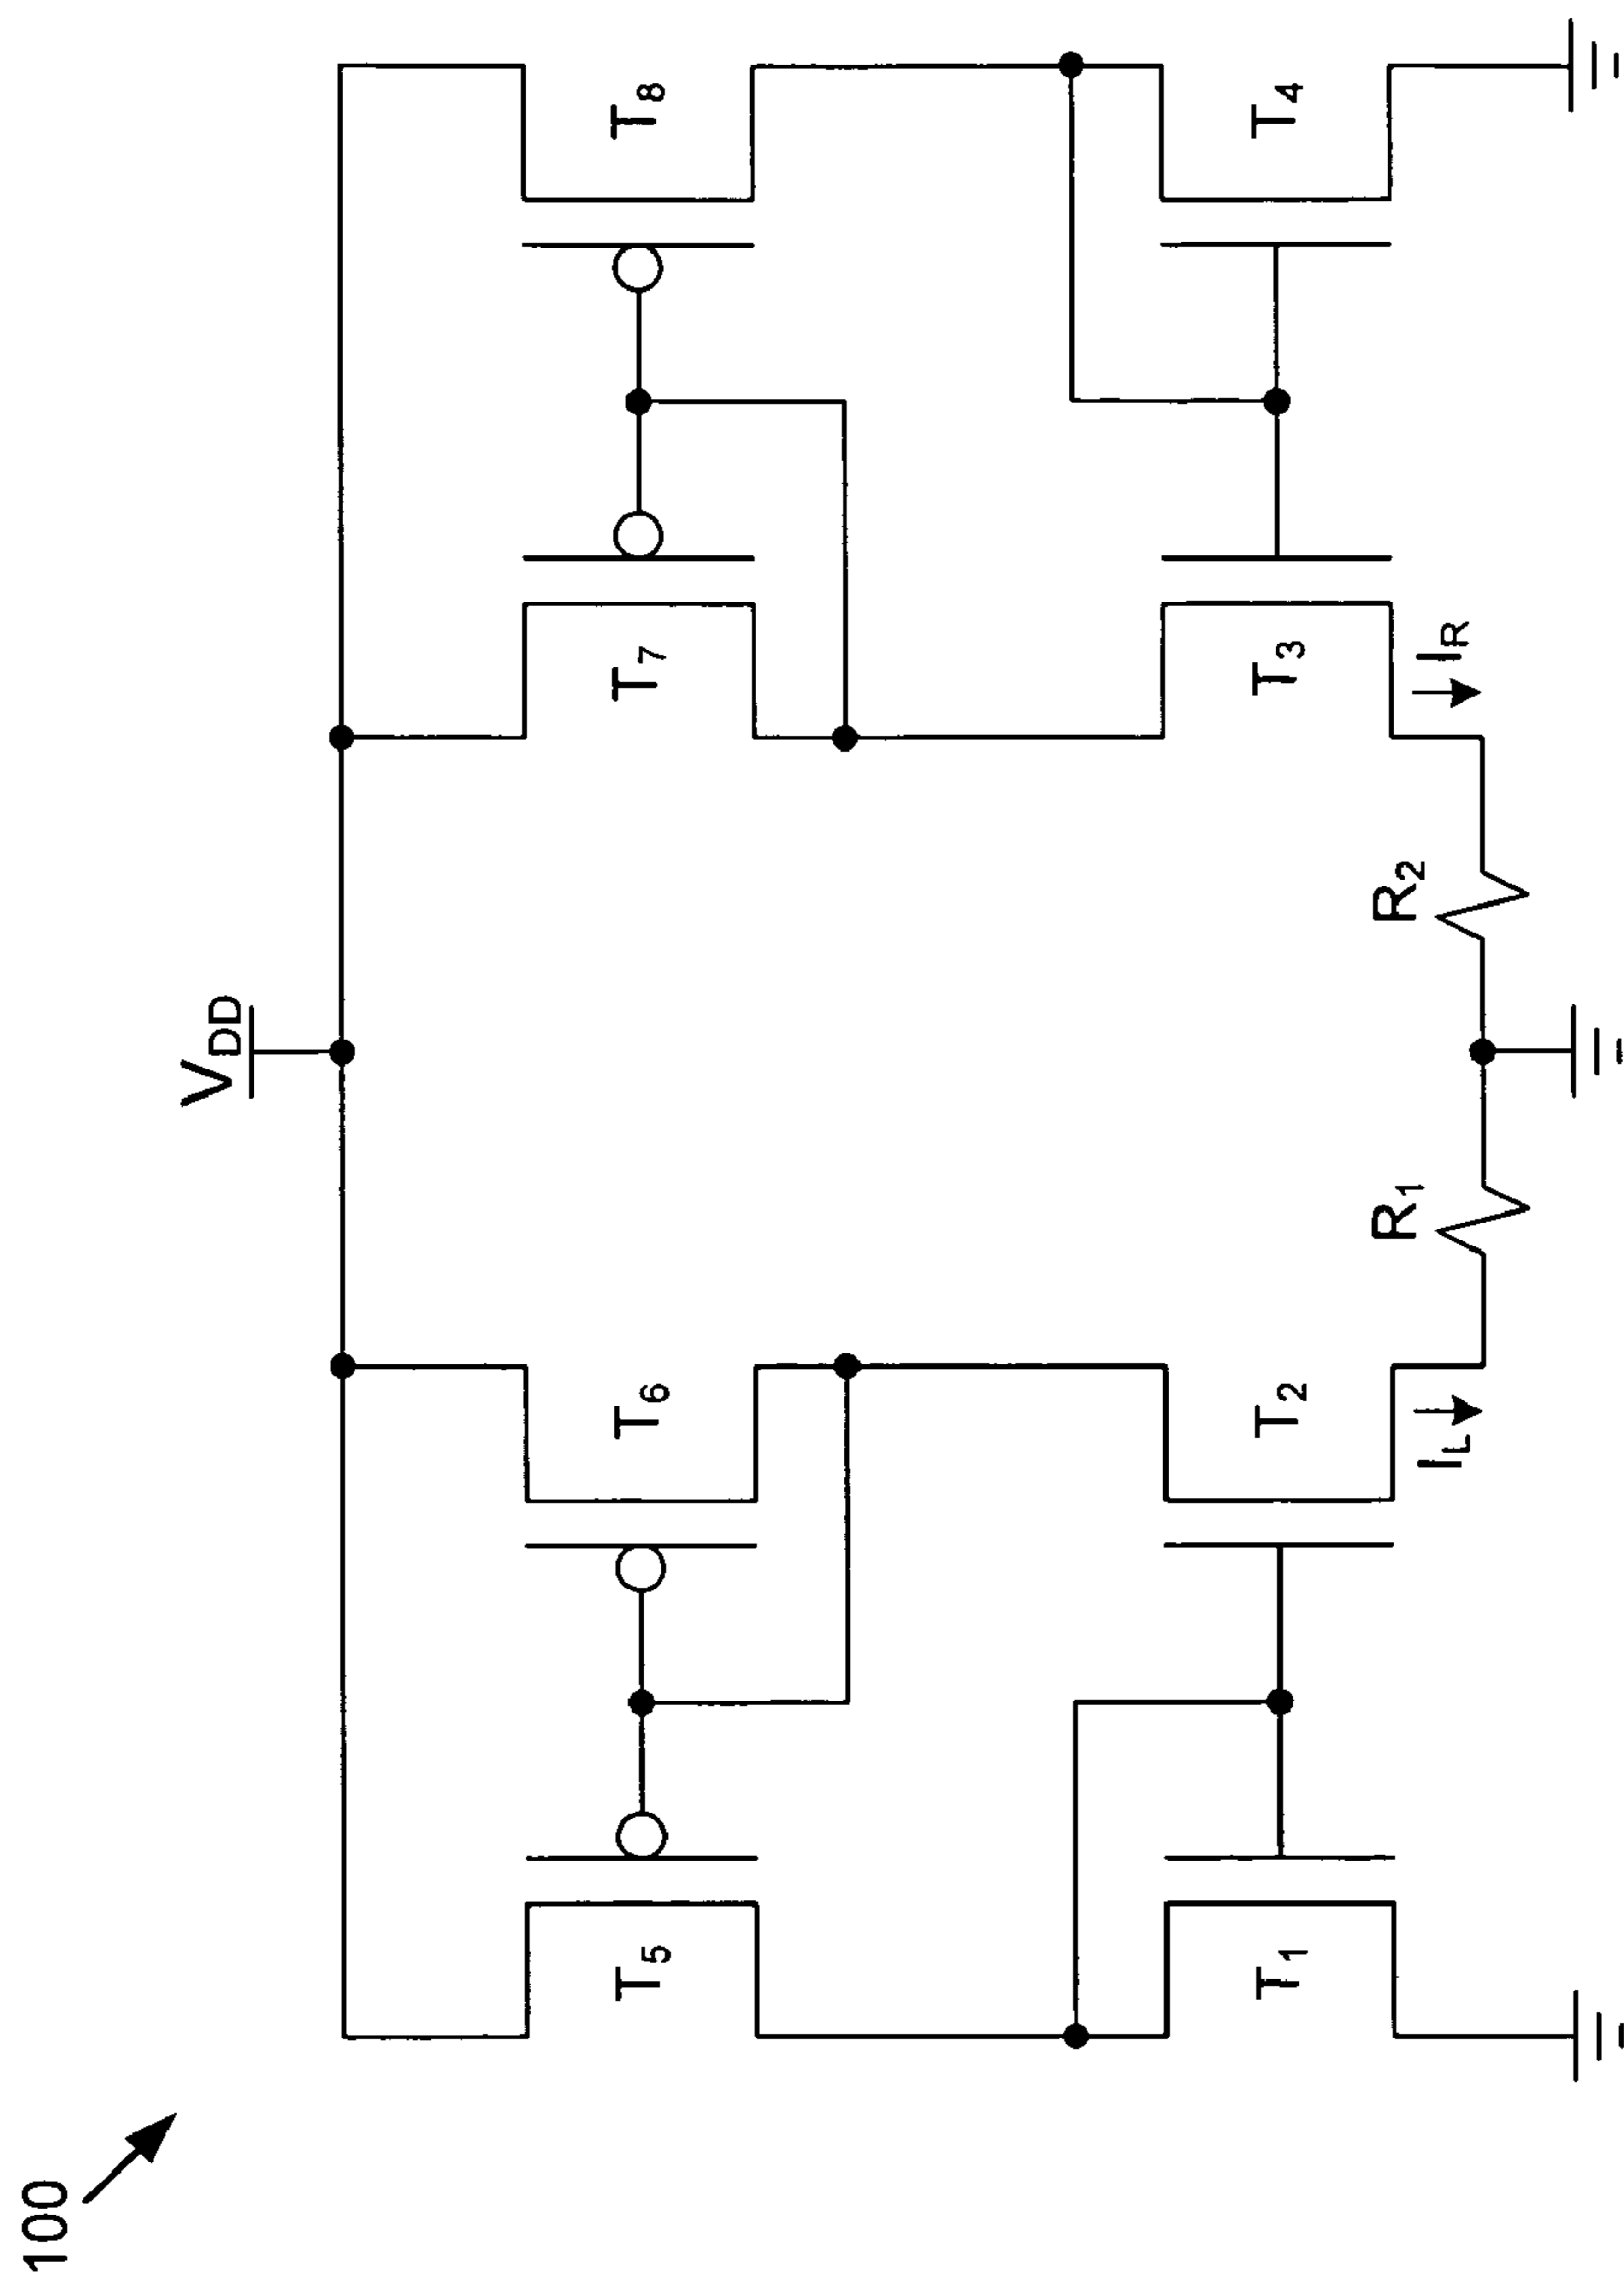 100
V_DD
T_5
T_6
T_7
T_8
T_1
T_2
T_3
T_4
I_L
R_1
R_2
I_R